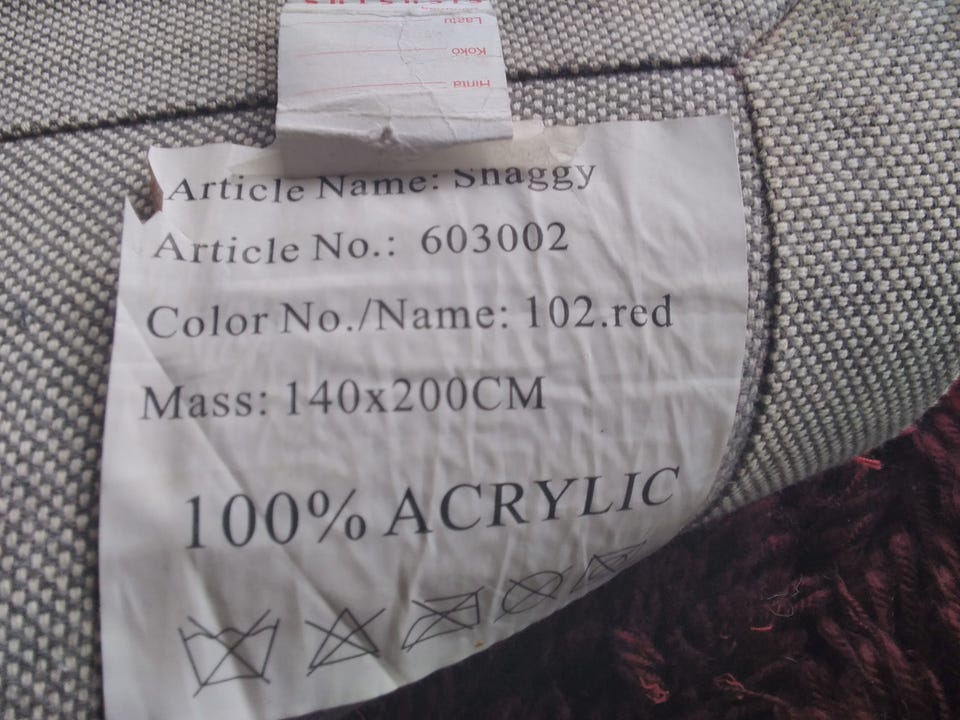 Laatu
Koko
Hinta
Article Name: Shaggy
Article No.: 603002
Color No./Name: 102.red
Mass: 140x200CM
100% ACRYLIC